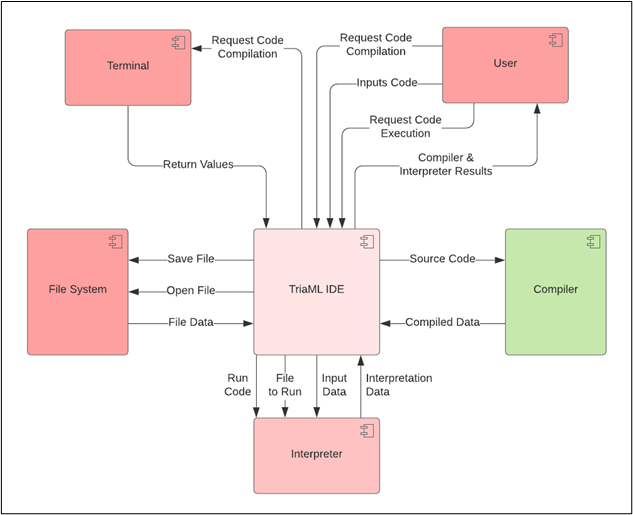 Request Code
Compilation
Request Code
Compilation
Terminal
User
Inputs Code
Request Code
Execution
Return Values
Compiler &
Interpreter Results
Save File
Source Code
File System
Open File
TriaML IDE
Compiler
File Data
Compiled Data
Run
Code
File
to Run
Input
Data
Interpretation
Data
Interpreter